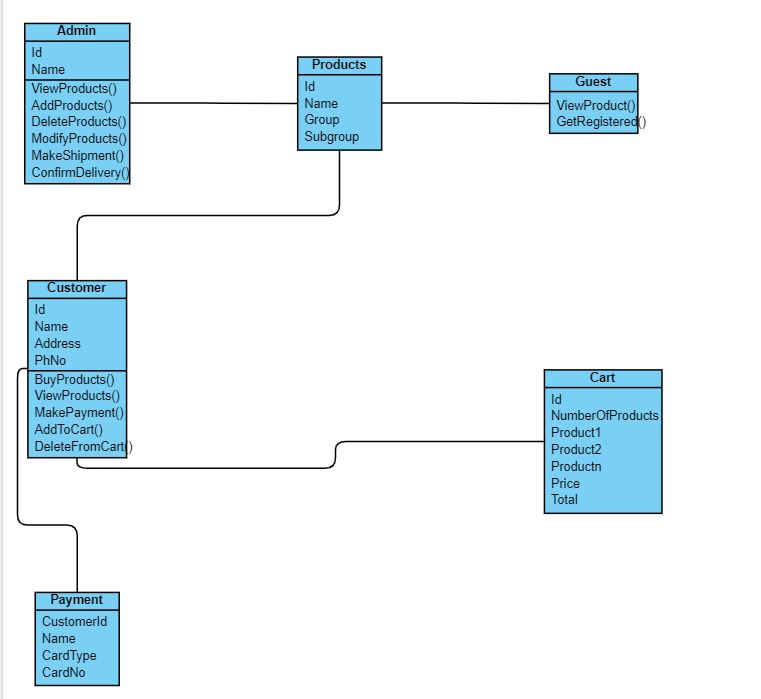 Admin
Id
Name
ViewProducts()
AddProducts()
DeleteProducts()
ModifyProducts()
MakeShipment()
ConfirmDelivery()
Products
Id
Name
Group
Subgroup
Guest
ViewProduct()
GetRegistered()
Customer
Id
Name
Address
PhNo
BuyProducts()
ViewProducts()
MakePayment()
AddToCart()
DeleteFromCart()
Cart
Id
NumberOfProducts
Product1
Product2
Productn
Price
Total
Payment
CustomerId
Name
CardType
CardNo